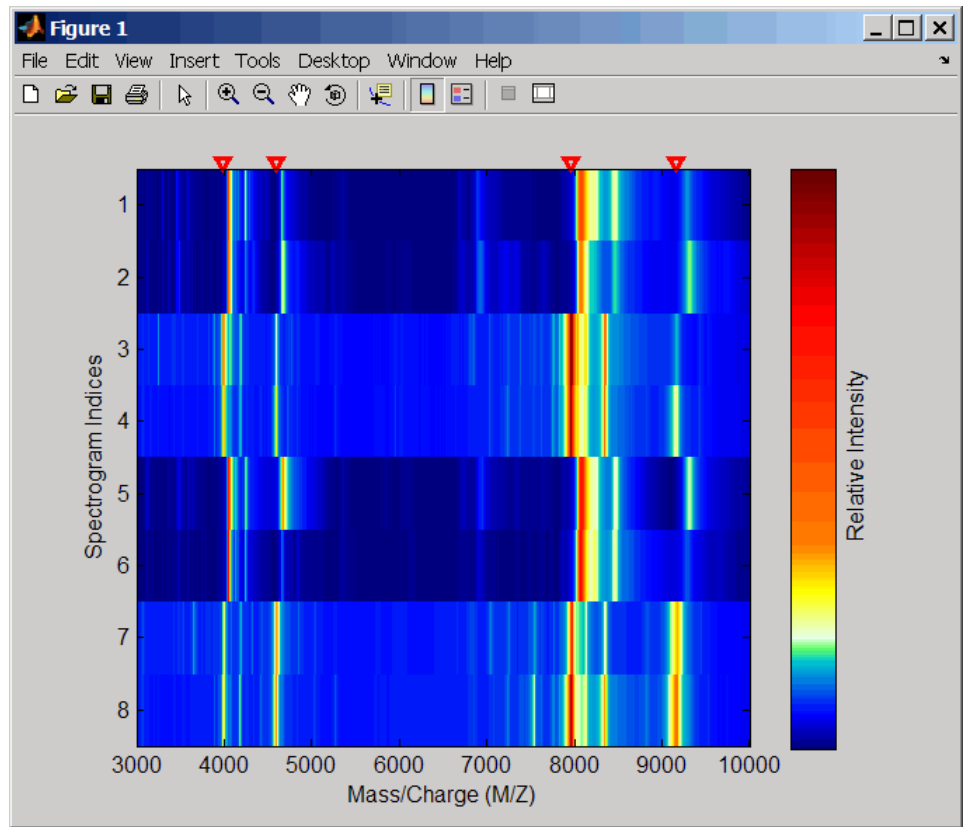 Figure 1
File Edit View Insert Tools Desktop Window Help
1
2
3
4
5
6
7
8
Spectrogram Indices
3000 4000 5000 6000 7000 8000 9000 10000
Mass/Charge (M/Z)
Relative Intensity